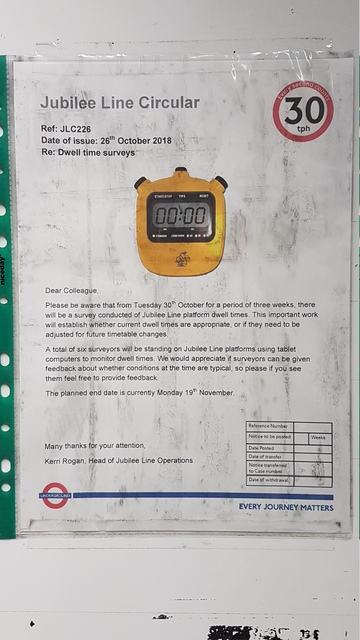 every second counts
30
tph
Jubilee Line Circular
Ref: JLC226
Date of issue: 26th October 2018
Re: Dwell time surveys
00:00
Dear Colleague,
Please be aware that from Tuesday 30th October for a period of three weeks, there
will be a survey conducted of Jubilee Line platform dwell times. This important work
will establish whether current dwell times are appropriate, or if they need to be
adjusted for future timetable changes.
A total of six surveyors will be standing on Jubilee Line platforms using tablet
computers to monitor dwell times. We would appreciate if surveyors can be given
feedback about whether conditions at the time are typical, so please if you see
them feel free to provide feedback.
The planned end date is currently Monday 19th November.
Many thanks for your attention,
Kerri Rogan, Head of Jubilee Line Operations
Reference Number
Notice to be posted Weeks
Date Posted
Date of transfer
Notice transferred
to Case number
Date of withdrawal
UNDERGROUND
EVERY JOURNEY MATTERS
niceday